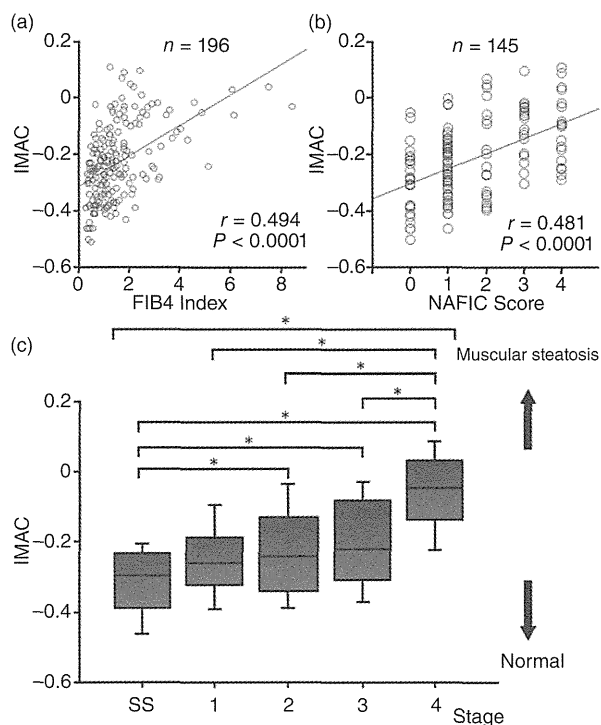 (a)
n = 196
IMAC
0.2
0
−0.2
−0.4
−0.6
r = 0.494
P < 0.0001
0 2 4 6 8
FIB4 Index
(b)
n = 145
IMAC
0.2
0
−0.2
−0.4
−0.6
r = 0.481
P < 0.0001
0 1 2 3 4
NAFIC Score
(c)
*
*
*
*
*
*
*
Muscular steatosis
IMAC
0.2
0
−0.2
−0.4
−0.6
Normal
SS 1 2 3 4
Stage